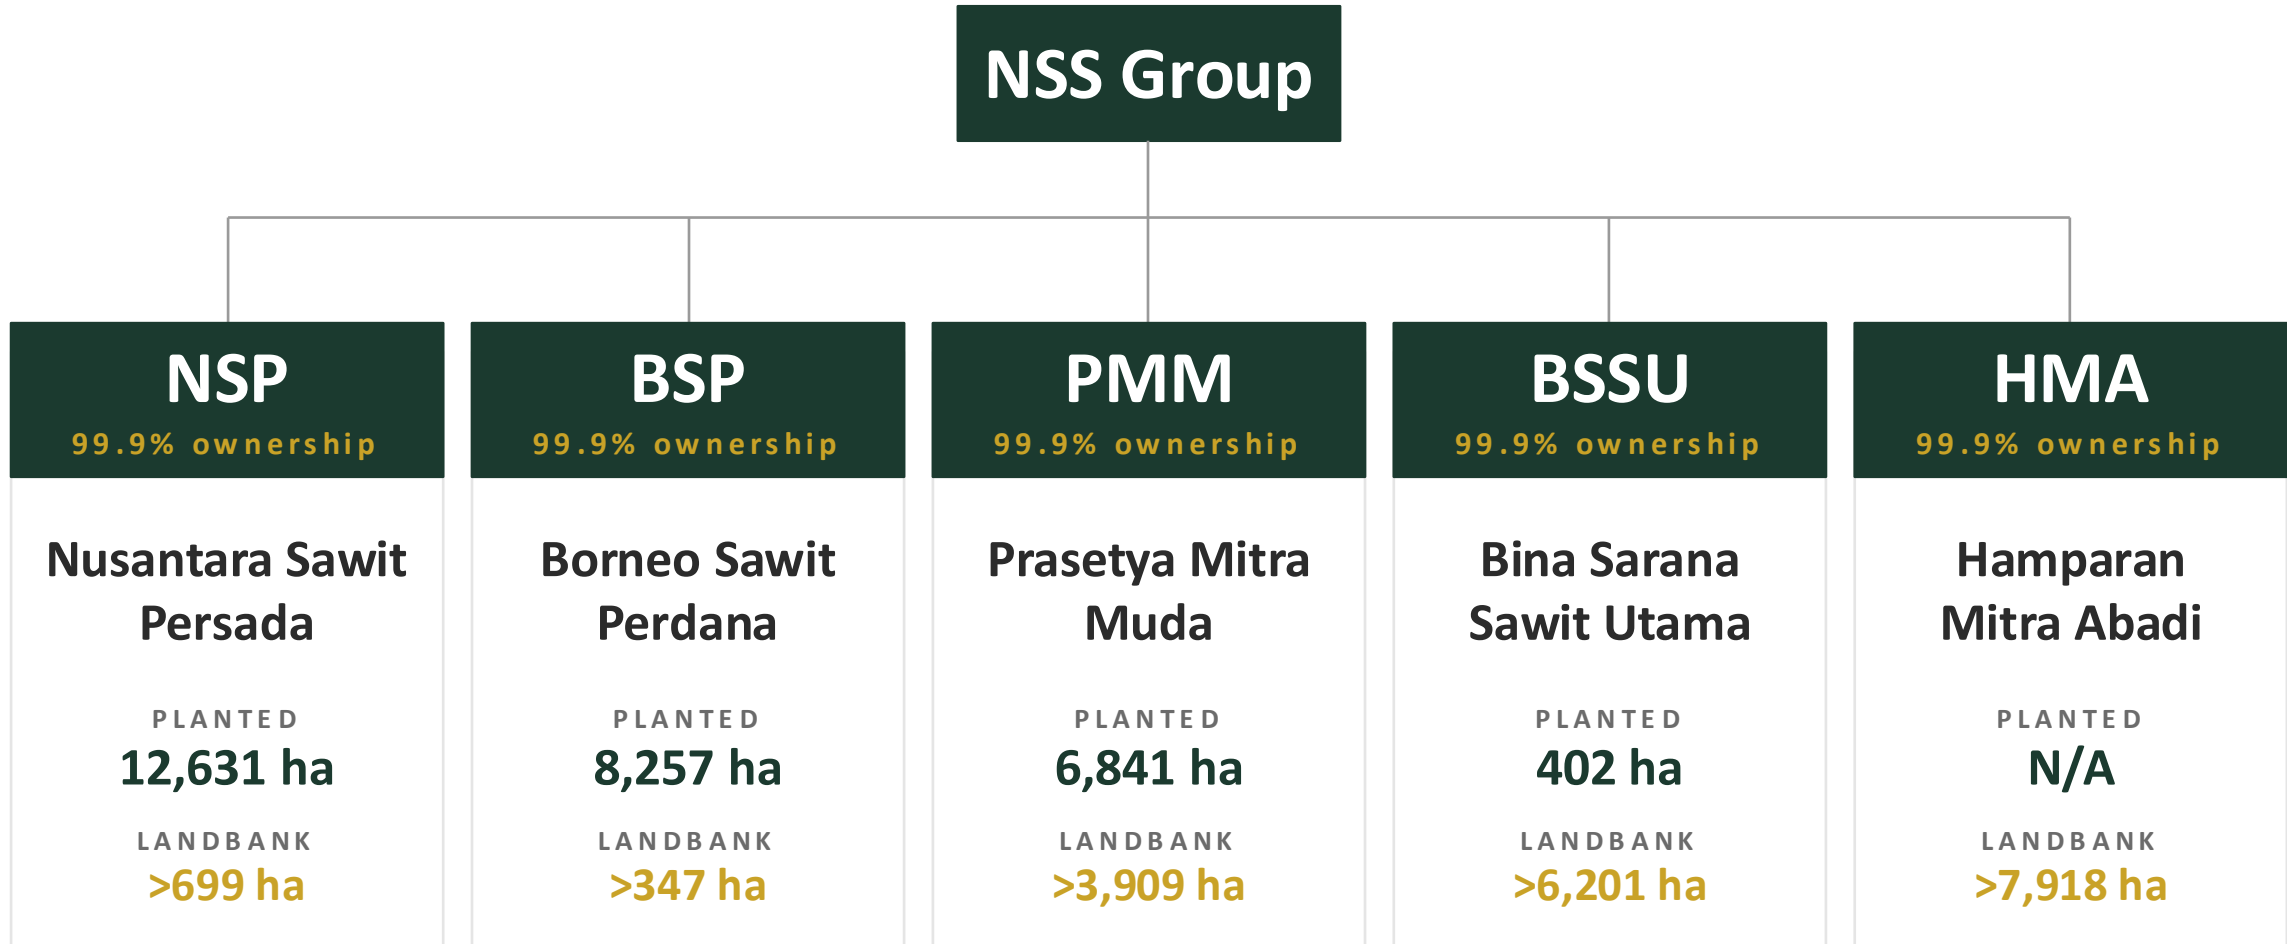 NSS Group
NSP
99.9% ownership
Nusantara Sawit
Persada
PLANTED
12,631 ha
LANDBANK
>699 ha
BSP
99.9% ownership
Borneo Sawit
Perdana
PLANTED
8,257 ha
LANDBANK
>347 ha
PMM
99.9% ownership
Prasetya Mitra
Muda
PLANTED
6,841 ha
LANDBANK
>3,909 ha
BSSU
99.9% ownership
Bina Sarana
Sawit Utama
PLANTED
402 ha
LANDBANK
>6,201 ha
HMA
99.9% ownership
Hamparan
Mitra Abadi
PLANTED
N/A
LANDBANK
>7,918 ha